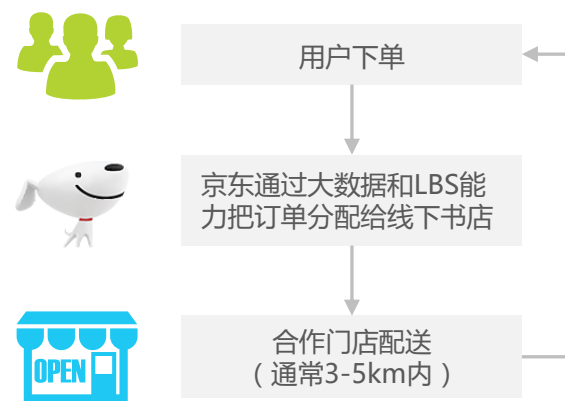 用户下单
京东通过大数据和LBS能
力把订单分配给线下书店
OPEN
合作门店配送
（通常3-5km内）